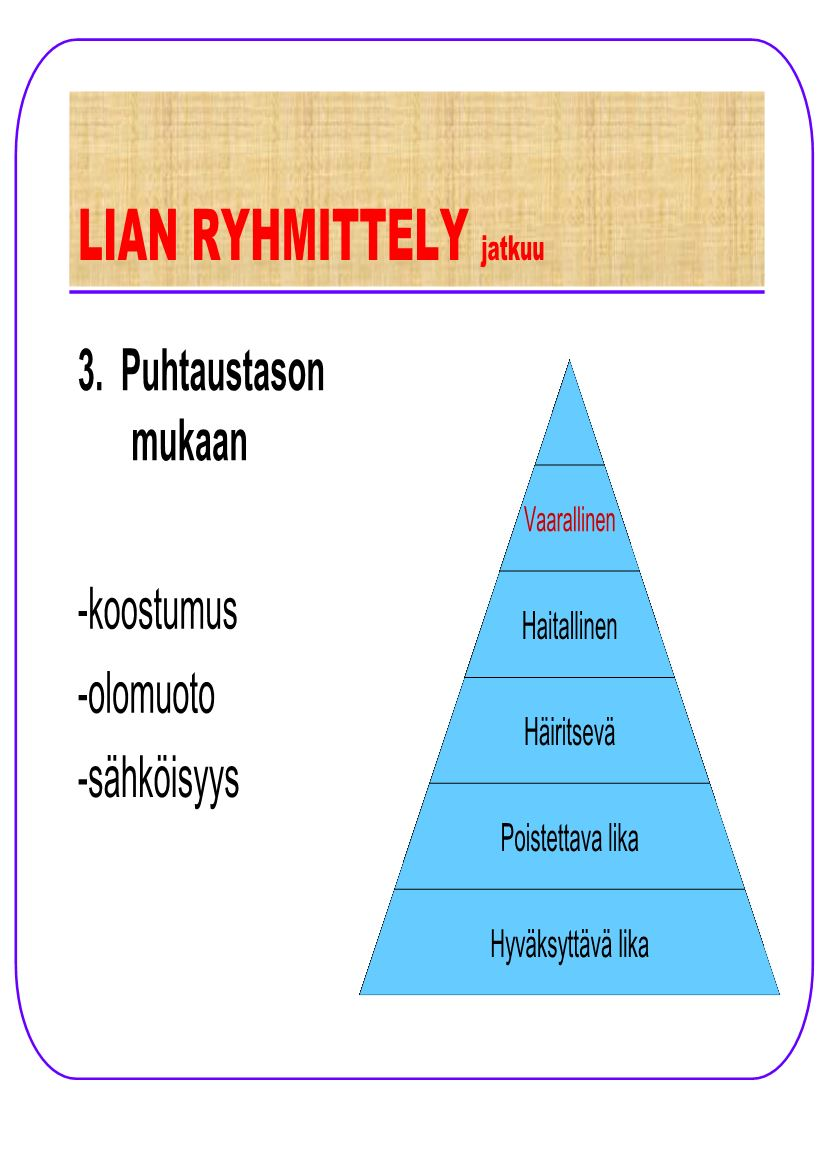 LIAN RYHMITTELY jatkuu
3. Puhtaustason
mukaan
-koostumus
-olomuoto
-sähköisyys
Vaarallinen
Haitallinen
Häiritsevä
Poistettava lika
Hyväksyttävä lika